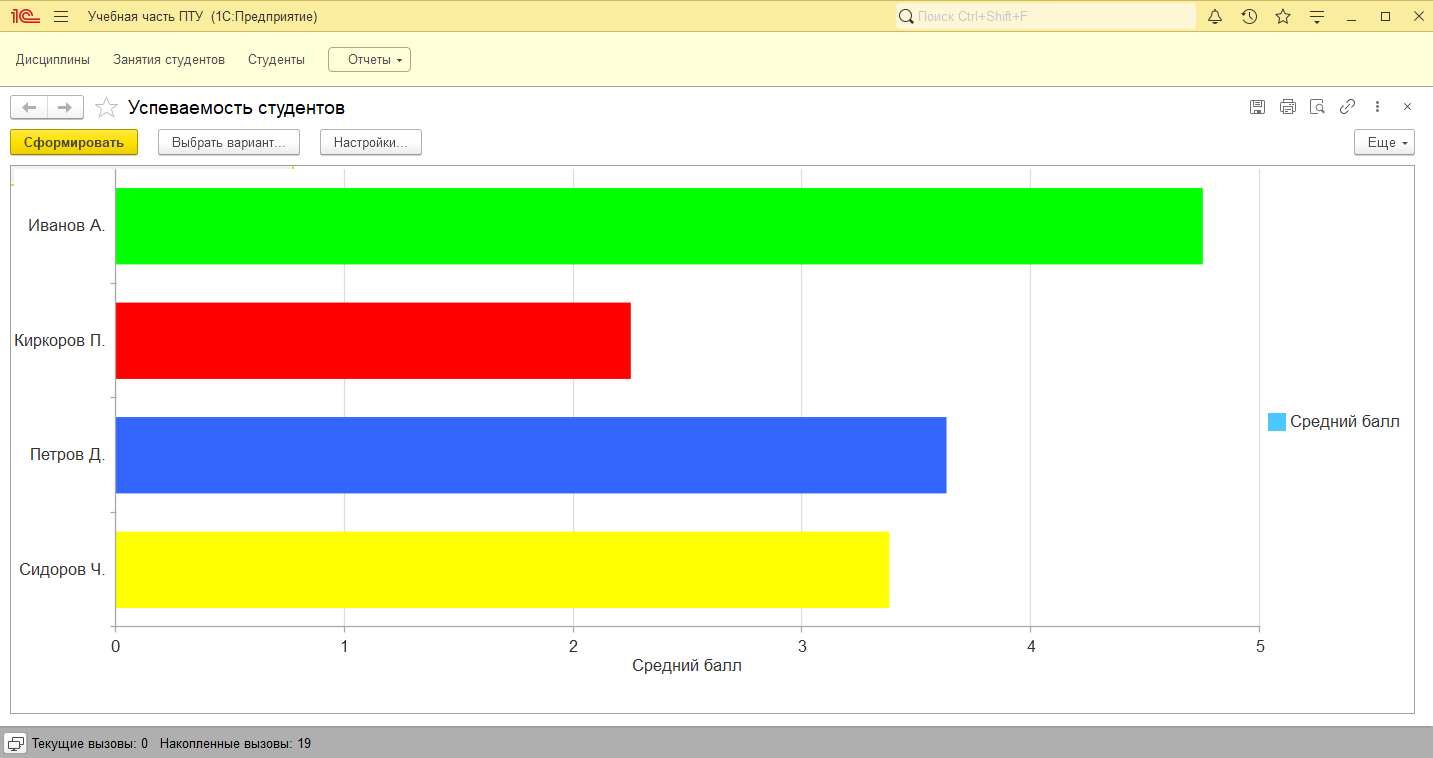 1С Учебная часть ПТУ (1С:Предприятие) Поиск Ctrl+Shift+F
Дисциплины Занятия студентов Студенты Отчеты
Успеваемость студентов
Сформировать Выбрать вариант... Настройки... Еще
Иванов А.
Киркоров П.
Петров Д.
Сидоров Ч.
Средний балл
0 1 2 3 4 5
Средний балл
Текущие вызовы: 0 Накопленные вызовы: 19